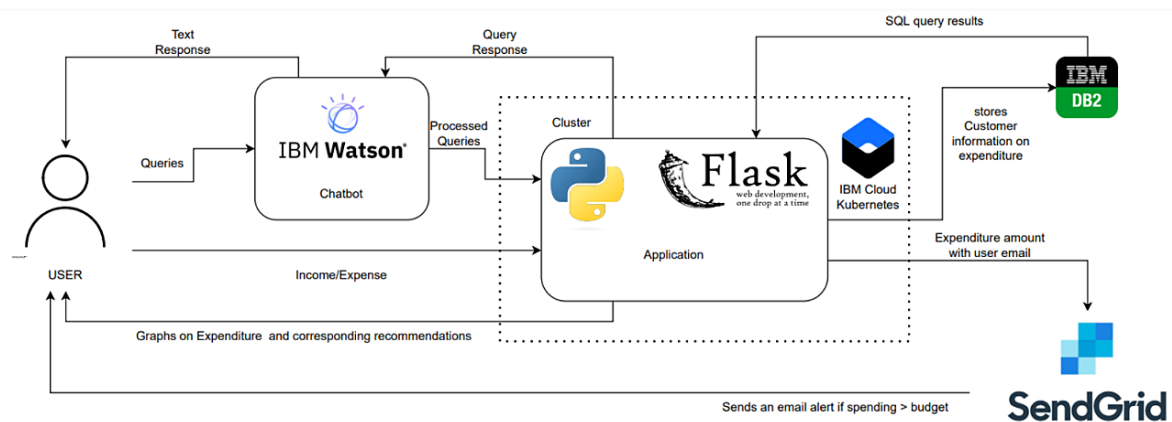 SQL query results
Text
Response
Query
Response
IBM
DB2
stores
Customer
information on
expenditure
Cluster
Processed
Queries
IBM Watson
Chatbot
Queries
Flask
web development,
one drop at a time
IBM Cloud
Kubernetes
Application
Expenditure amount
with user email
USER
Income/Expense
Graphs on Expenditure and corresponding recommendations
Sends an email alert if spending > budget
SendGrid